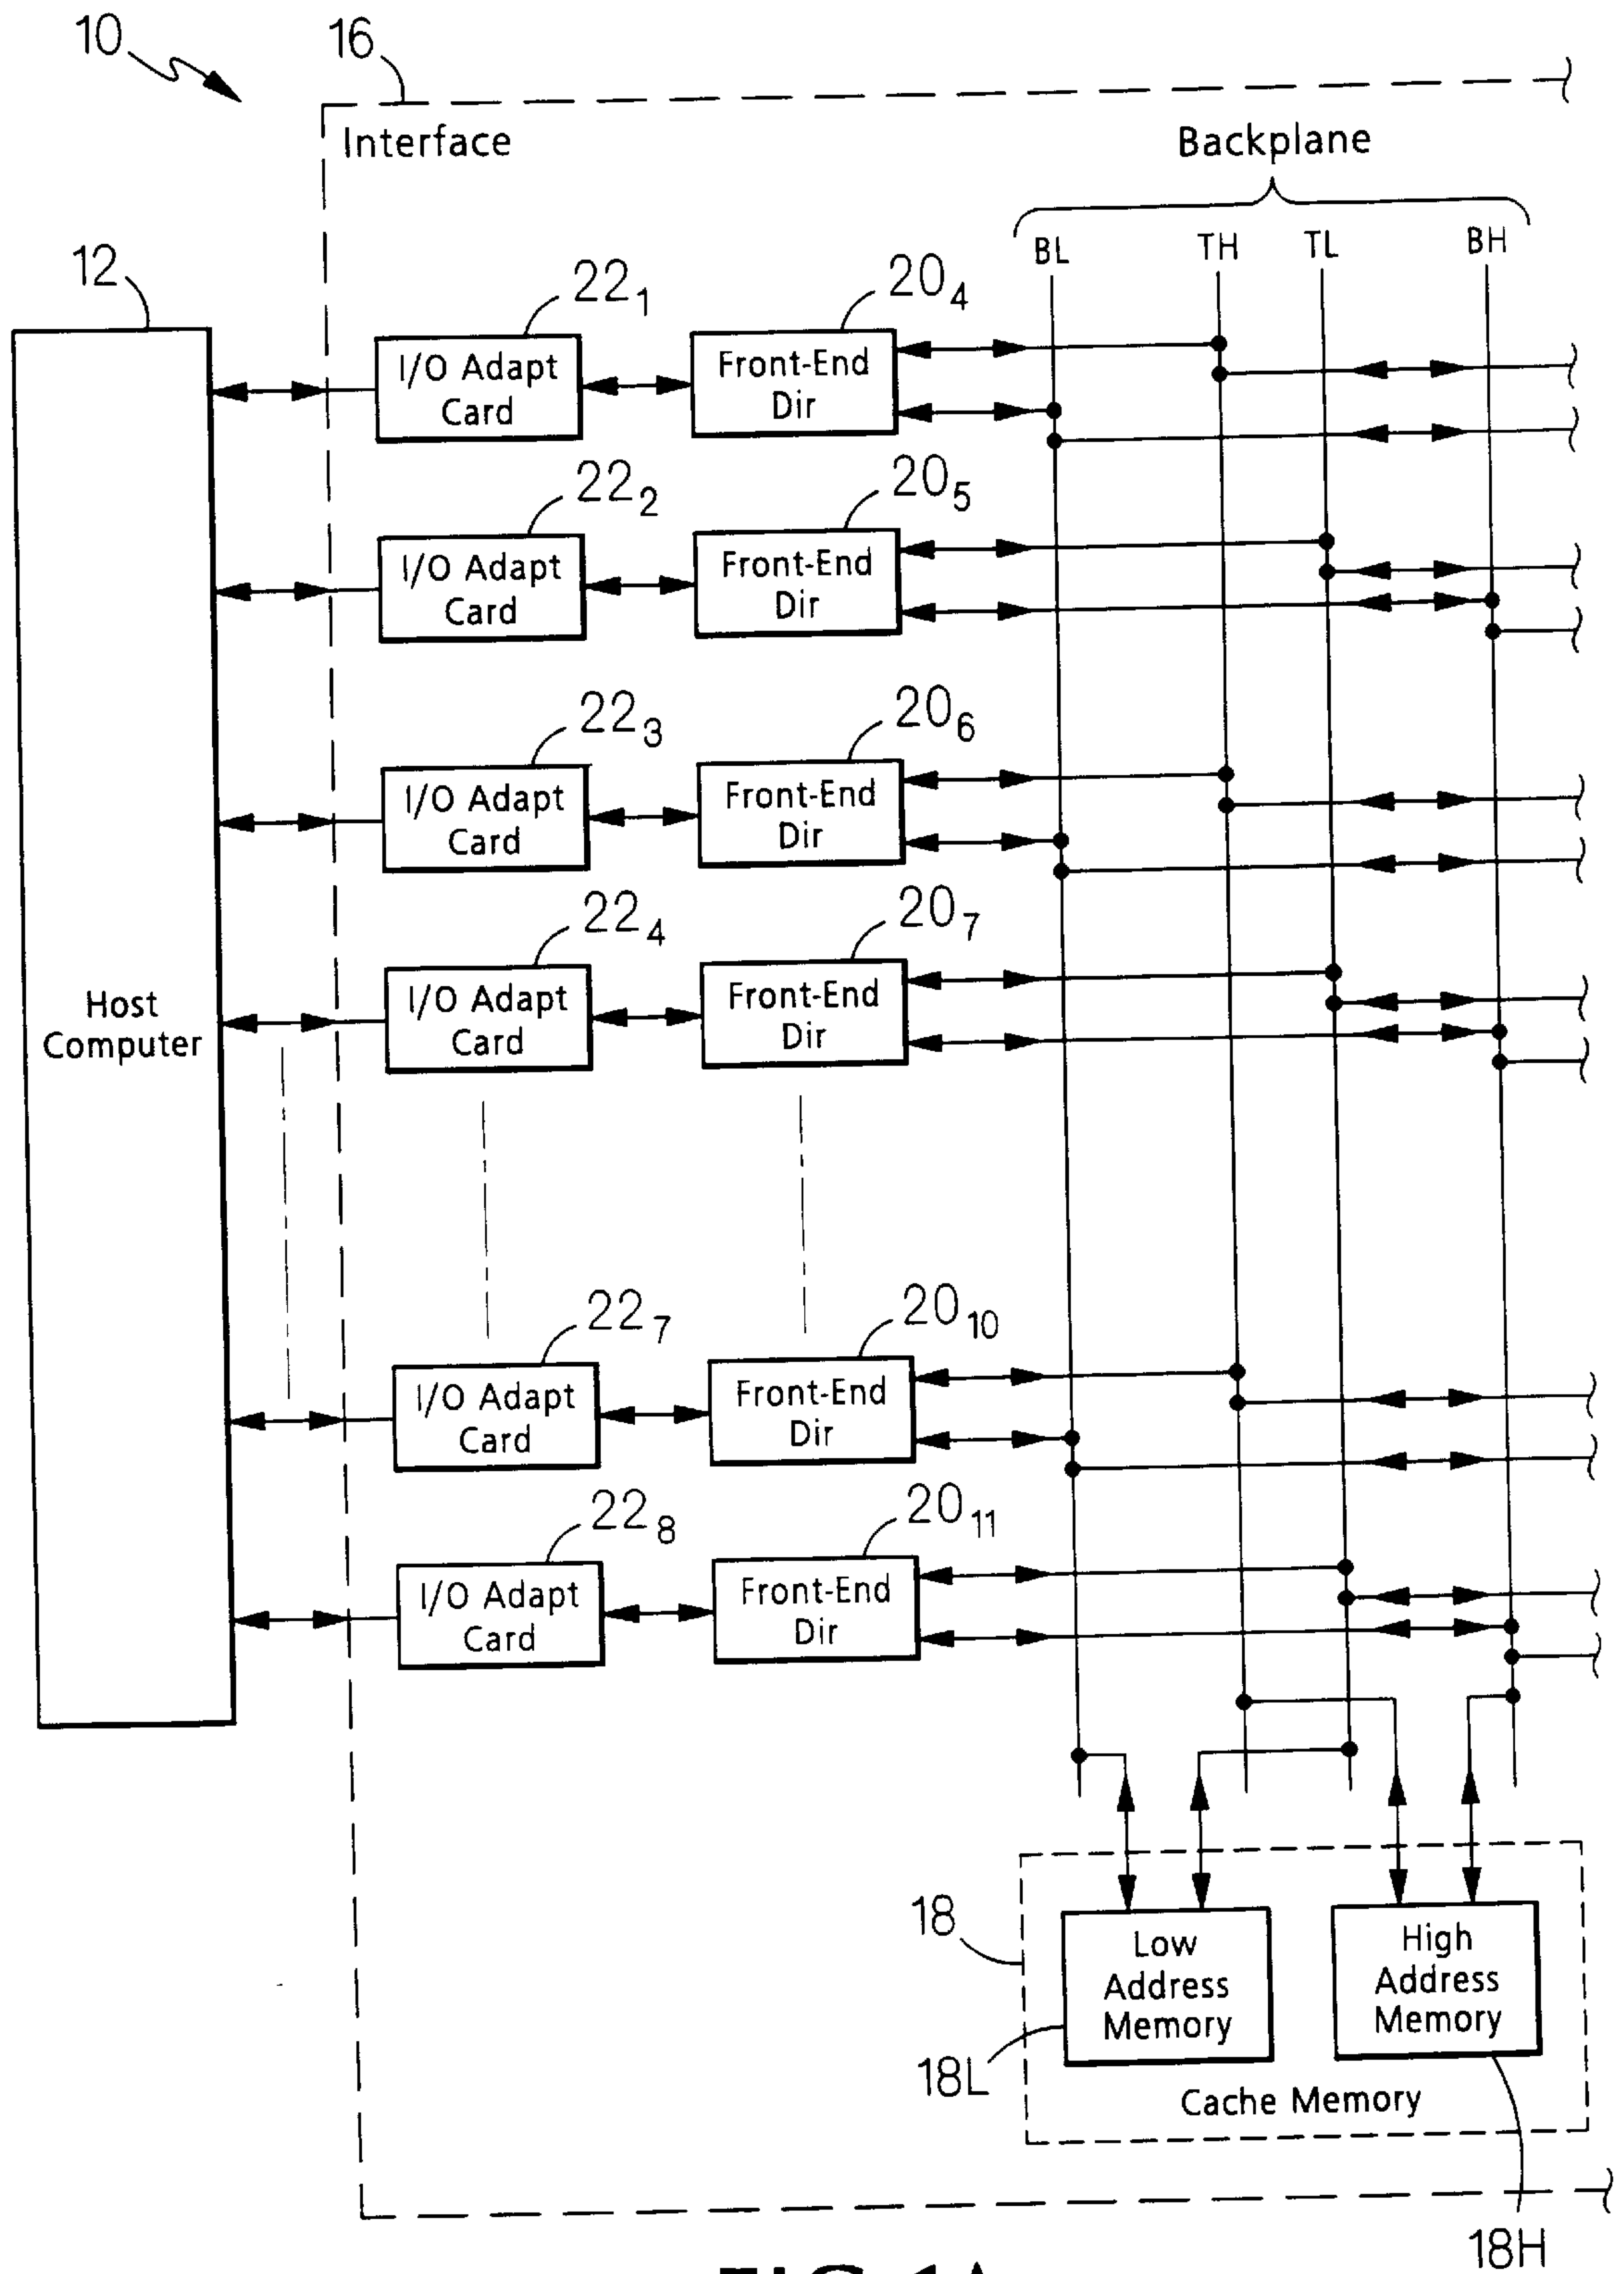 10
16
Interface
Backplane
BL TH TL BH
12
22₁ 20₄
I/O Adapt
Card
Front-End
Dir
22₂ 20₅
I/O Adapt
Card
Front-End
Dir
22₃ 20₆
I/O Adapt
Card
Front-End
Dir
22₄ 20₇
I/O Adapt
Card
Front-End
Dir
Host
Computer
22₇ 20₁₀
I/O Adapt
Card
Front-End
Dir
22₈ 20₁₁
I/O Adapt
Card
Front-End
Dir
18
Low
Address
Memory
High
Address
Memory
18L
Cache Memory
18H
FIG. 1A